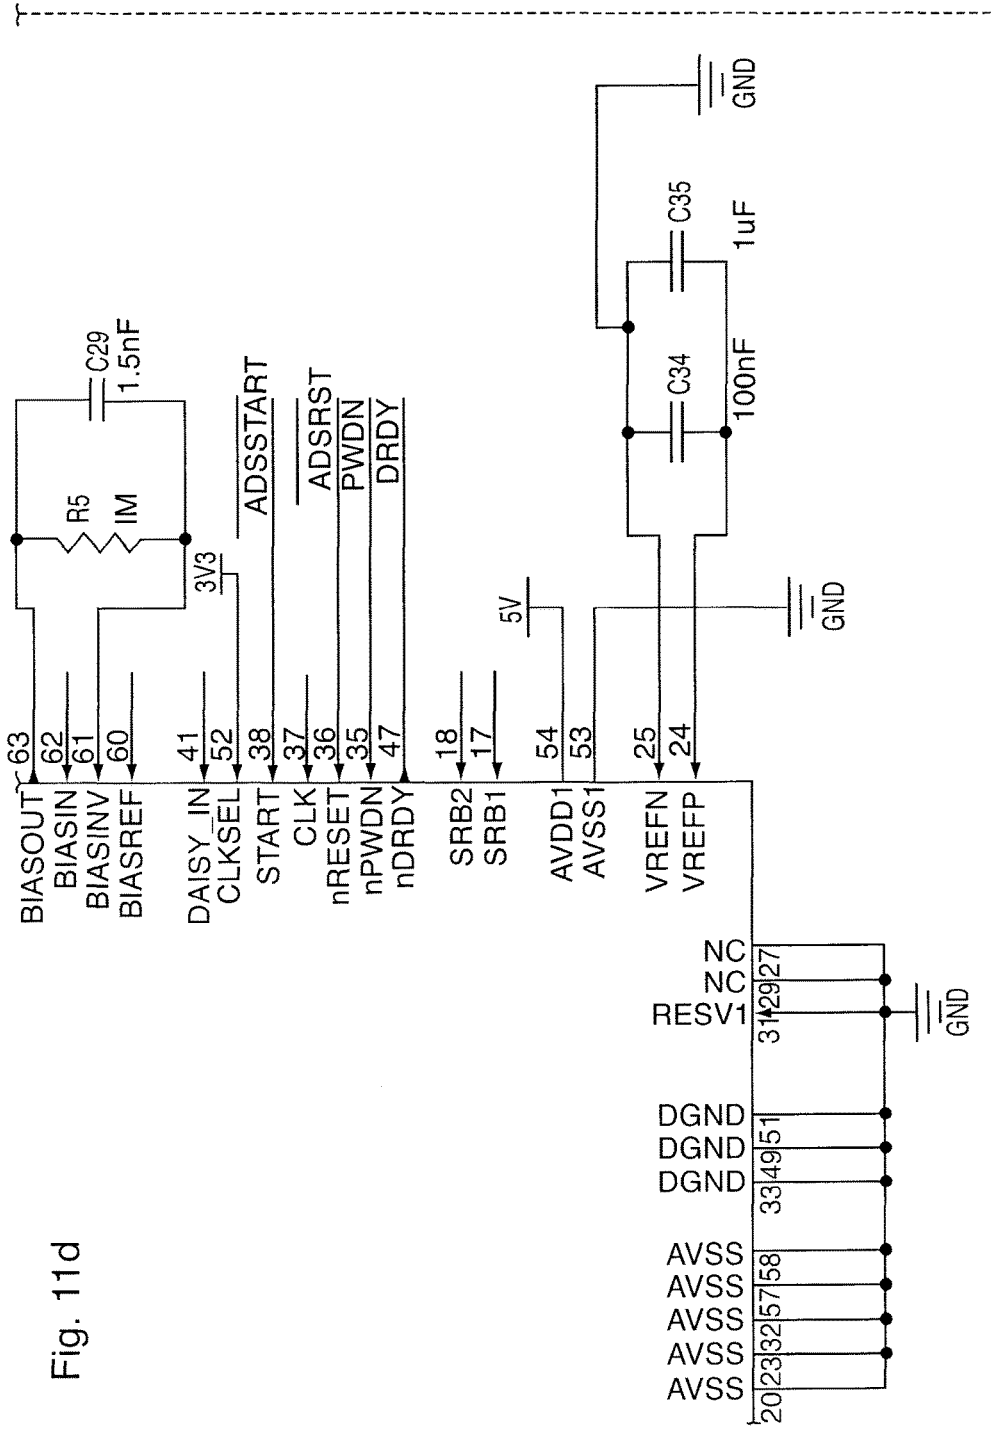 Fig. 11d
BIASOUT 63
BIASIN 62
BIASINV 61
BIASREF 60
DAISY_IN 41
CLKSEL 52
START 38
CLK 37
nRESET 36
nPWDN 35
nDRDY 47
SRB2 18
SRB1 17
AVDD1 54
AVSS1 53
VREFN 25
VREFP 24
R5
1M
C29
1.5nF
3V3
ADSSTART
ADSRST
PWDN
DRDY
5V
GND
C34
100nF
C35
1uF
GND
AVSS 20
AVSS 23
AVSS 32
AVSS 57
AVSS 58
DGND 33
DGND 49
DGND 51
RESV1 31
NC 29
NC 27
GND